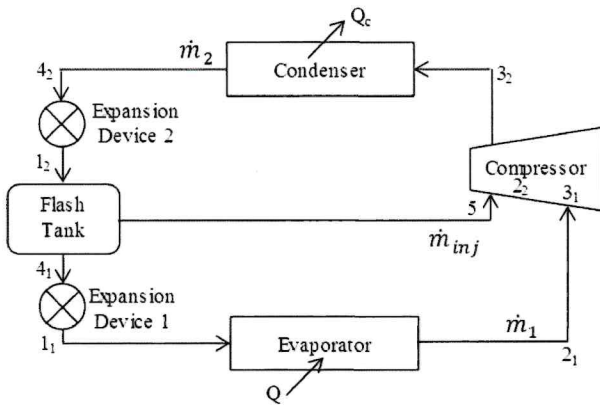 Q꜀
ṁ₂
4₂
Condenser
3₂
Expansion
Device 2
1₂
Compressor
2₂
3₁
Flash
Tank
5
ṁᵢₙⱼ
4₁
Expansion
Device 1
1₁
Evaporator
ṁ₁
2₁
Q